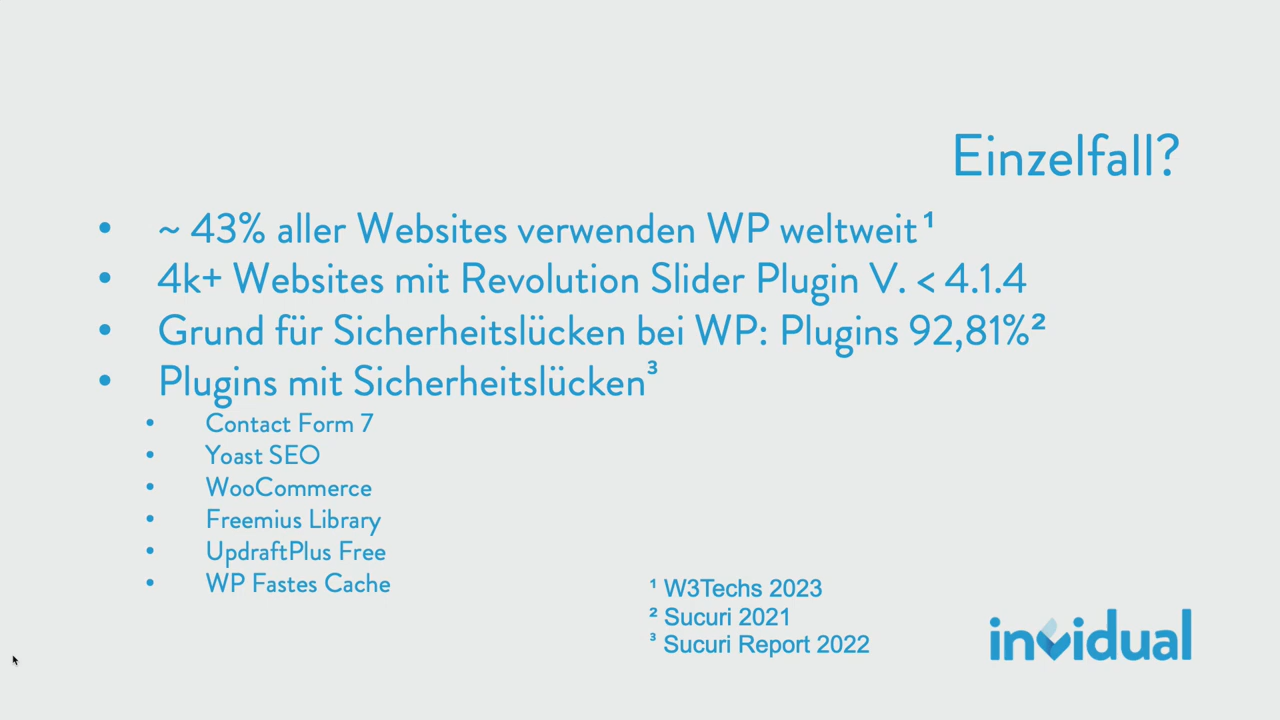 Einzelfall?
• ~ 43% aller Websites verwenden WP weltweit¹
• 4k+ Websites mit Revolution Slider Plugin V. < 4.1.4
• Grund für Sicherheitslücken bei WP: Plugins 92,81%²
• Plugins mit Sicherheitslücken³
• Contact Form 7
• Yoast SEO
• WooCommerce
• Freemius Library
• UpdraftPlus Free
• WP Fastes Cache
¹ W3Techs 2023
² Sucuri 2021
³ Sucuri Report 2022
invidual